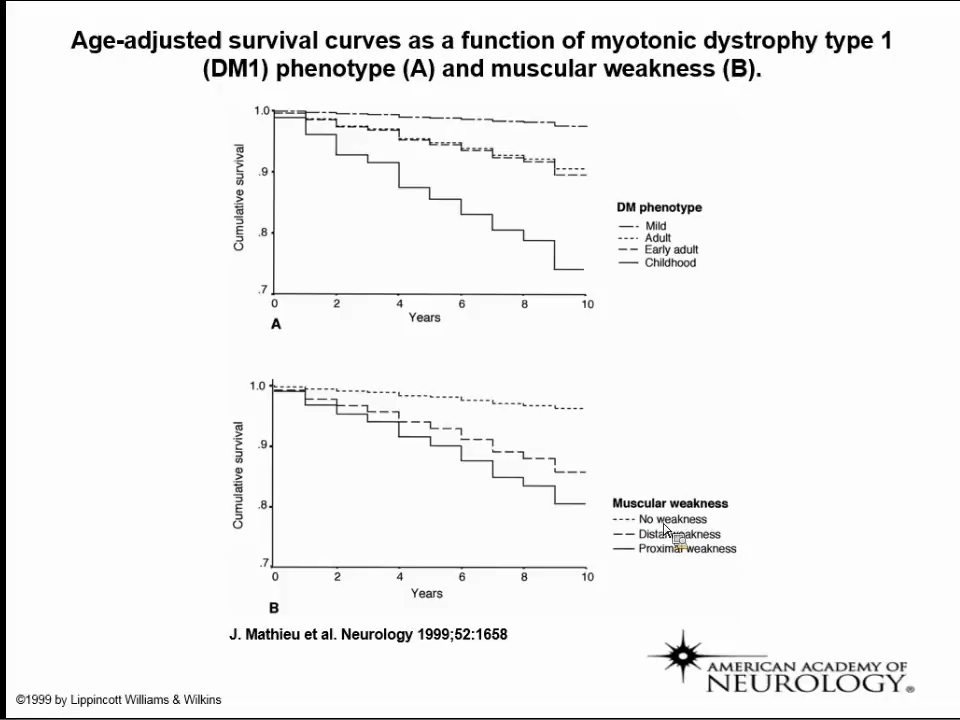 Age-adjusted survival curves as a function of myotonic dystrophy type 1
(DM1) phenotype (A) and muscular weakness (B).
1.0
.9
.8
.7
Cumulative survival
0 2 4 6 8 10
Years
A
DM phenotype
Mild
Adult
Early adult
Childhood
1.0
.9
.8
.7
Cumulative survival
0 2 4 6 8 10
Years
B
Muscular weakness
No weakness
Distal weakness
Proximal weakness
J. Mathieu et al. Neurology 1999;52:1658
AMERICAN ACADEMY OF
NEUROLOGY®
©1999 by Lippincott Williams & Wilkins